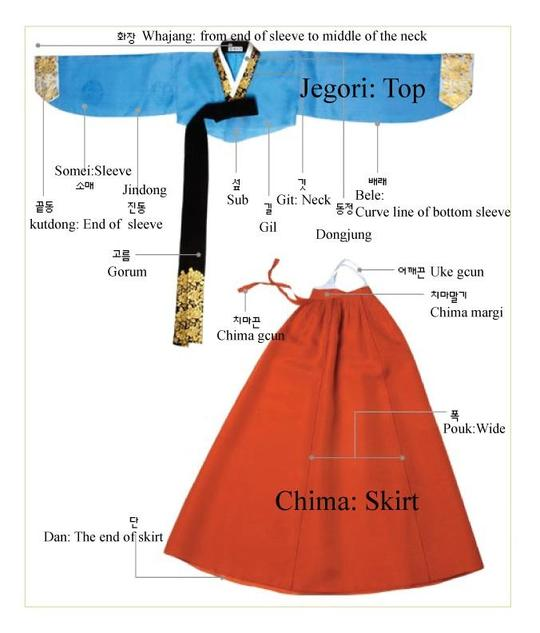 화장 Whajang: from end of sleeve to middle of the neck
Jegori: Top
Somei:Sleeve
소매
Jindong
진동
섶
Sub
깃
Git: Neck
배래
Bele:
Curve line of bottom sleeve
끝동
kutdong: End of sleeve
길
Gil
동정
Dongjung
고름
Gorum
어깨끈 Uke gcun
치마말기
Chima margi
치마끈
Chima gcun
폭
Pouk:Wide
Chima: Skirt
단
Dan: The end of skirt